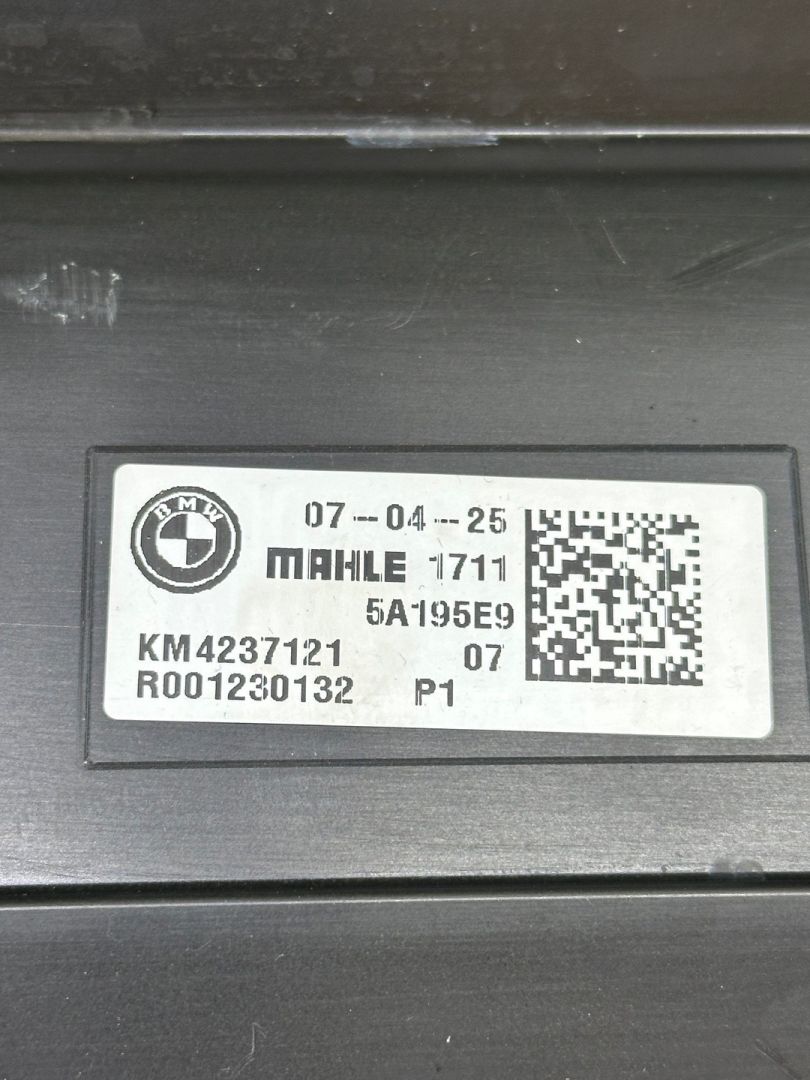 BMW
07-04-25
MAHLE 1711
5A195E9
KM4237121 07
R001230132 P1